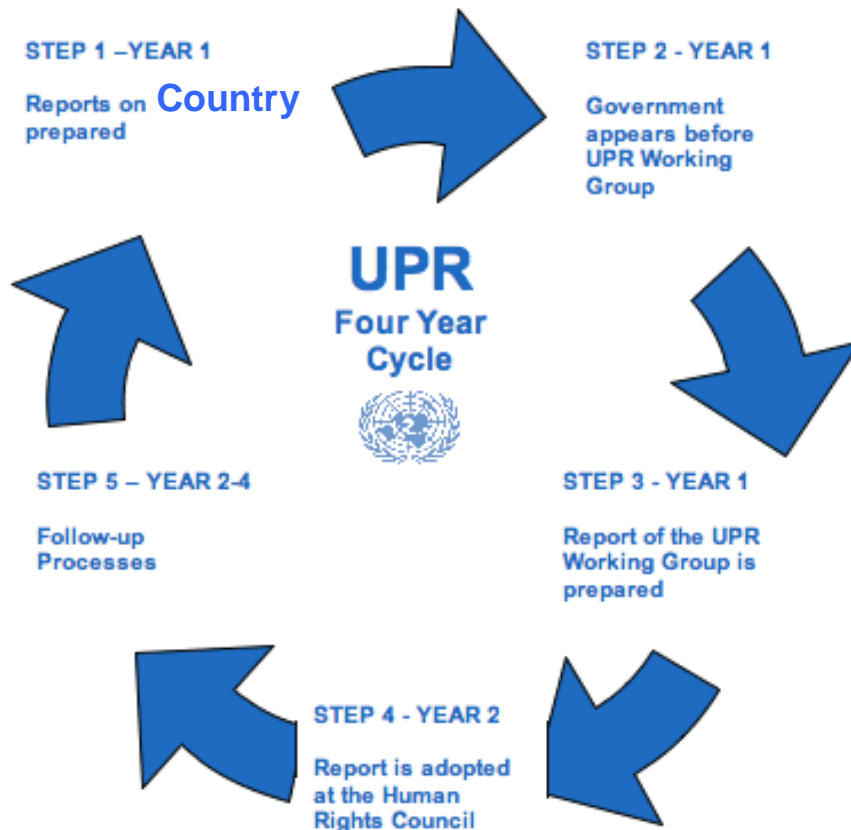 STEP 1 –YEAR 1
Reports on Country
prepared
STEP 2 - YEAR 1
Government
appears before
UPR Working
Group
UPR
Four Year
Cycle
STEP 3 - YEAR 1
Report of the UPR
Working Group is
prepared
STEP 4 - YEAR 2
Report is adopted
at the Human
Rights Council
STEP 5 – YEAR 2-4
Follow-up
Processes